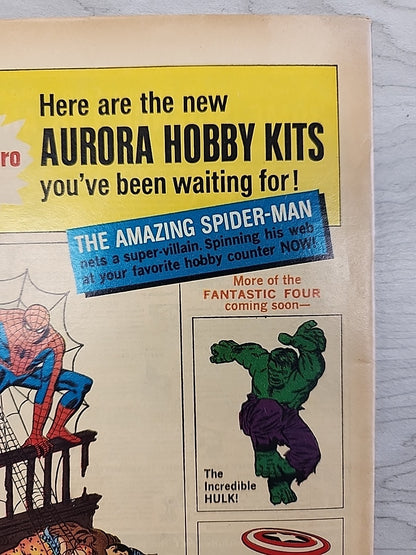 Here are the new
ro
AURORA HOBBY KITS
you've been waiting for!
THE AMAZING SPIDER-MAN
nets a super-villain. Spinning his web
at your favorite hobby counter NOW!
More of the
FANTASTIC FOUR
coming soon—
The
Incredible
HULK!